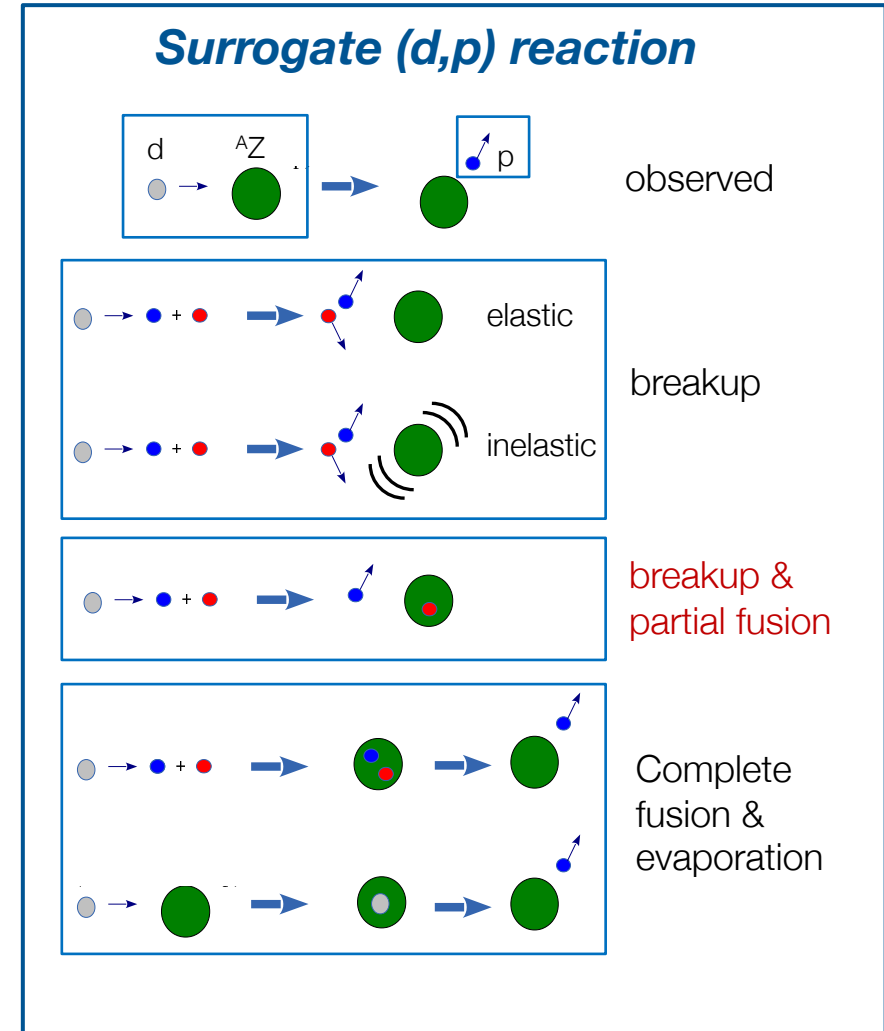 Surrogate (d,p) reaction
d
ᴬZ
p
observed
+
elastic
+
inelastic
breakup
+
breakup &
partial fusion
+
Complete
fusion &
evaporation